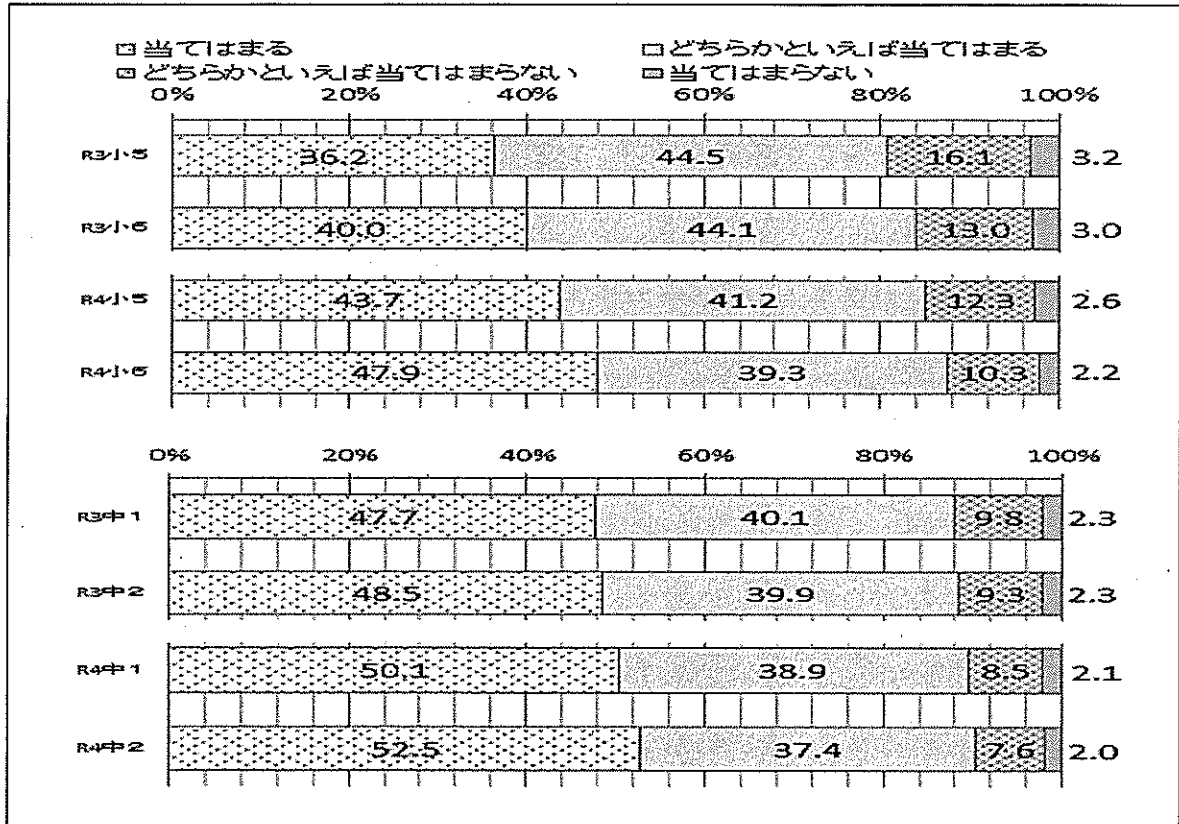 当てはまる どちらかといえば当てはまる
どちらかといえば当てはまらない 当てはまらない
0% 20% 40% 60% 80% 100%
R3小5 36.2 44.5 16.1 3.2
R3小6 40.0 44.1 13.0 3.0
R4小5 43.7 41.2 12.3 2.6
R4小6 47.9 39.3 10.3 2.2
0% 20% 40% 60% 80% 100%
R3中1 47.7 40.1 9.8 2.3
R3中2 48.5 39.9 9.3 2.3
R4中1 50.1 38.9 8.5 2.1
R4中2 52.5 37.4 7.6 2.0